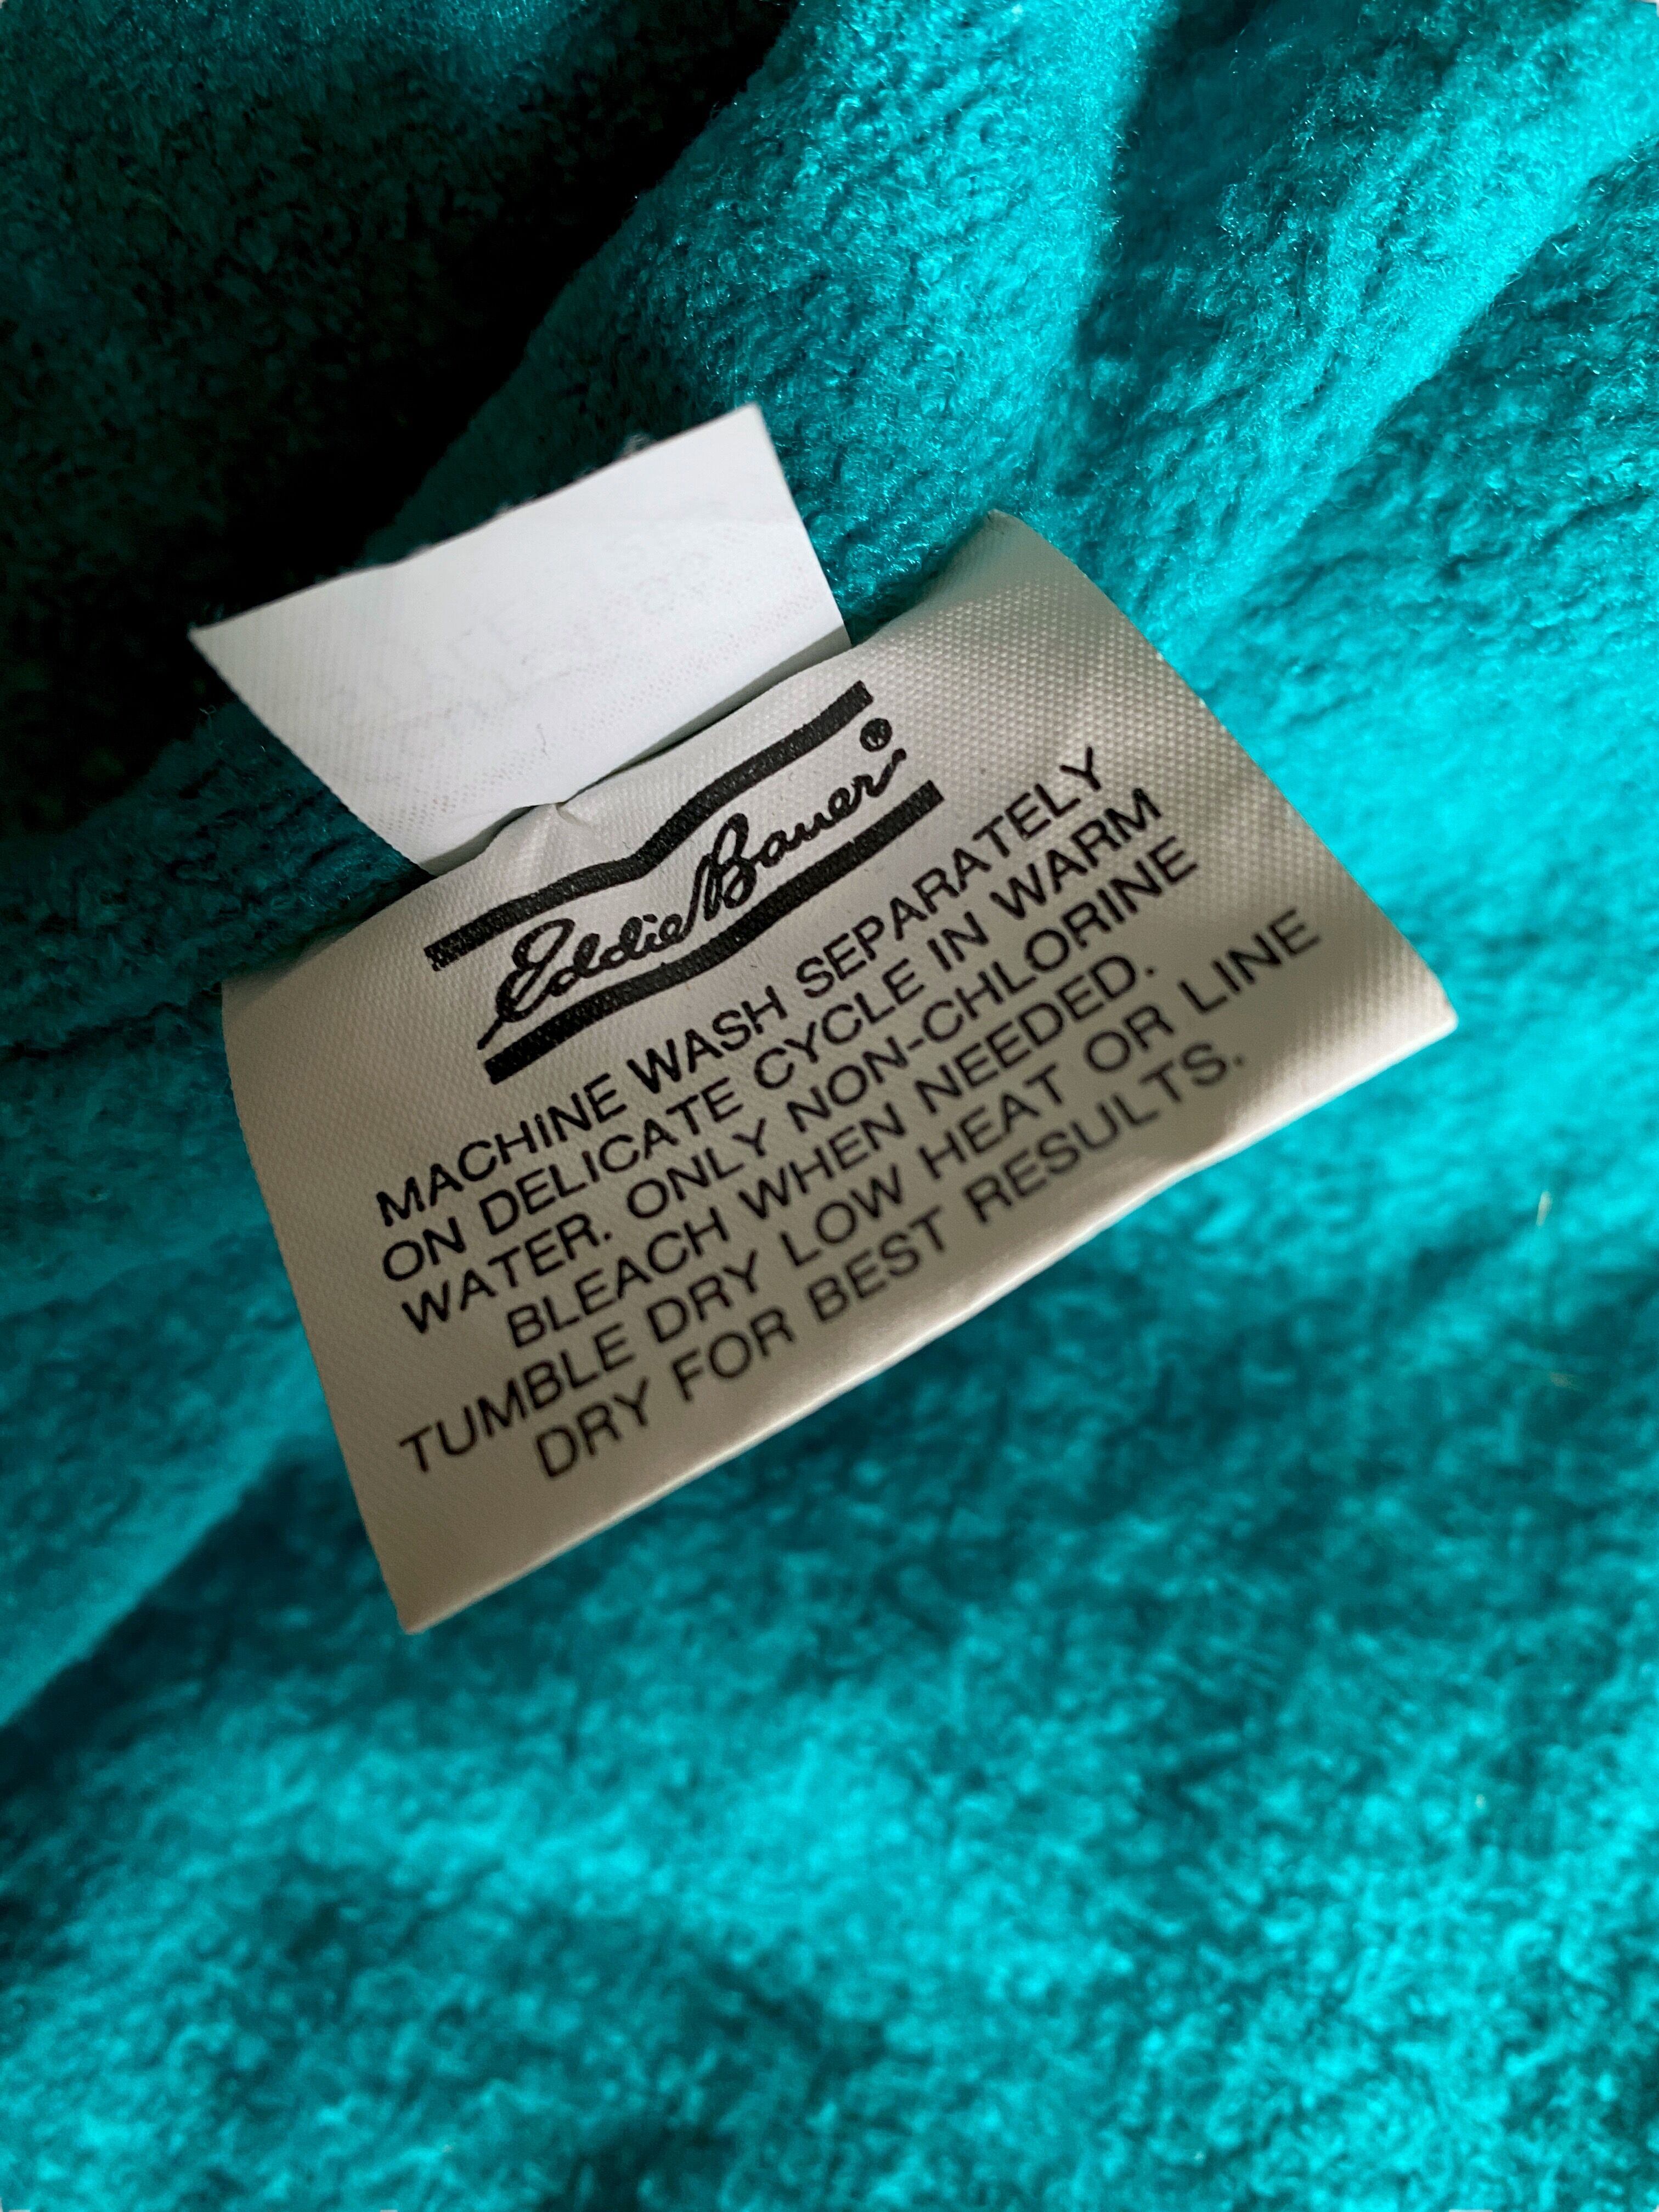 Eddie Bauer®
MACHINE WASH SEPARATELY
ON DELICATE CYCLE IN WARM
WATER. ONLY NON-CHLORINE
BLEACH WHEN NEEDED.
TUMBLE DRY LOW HEAT OR LINE
DRY FOR BEST RESULTS.